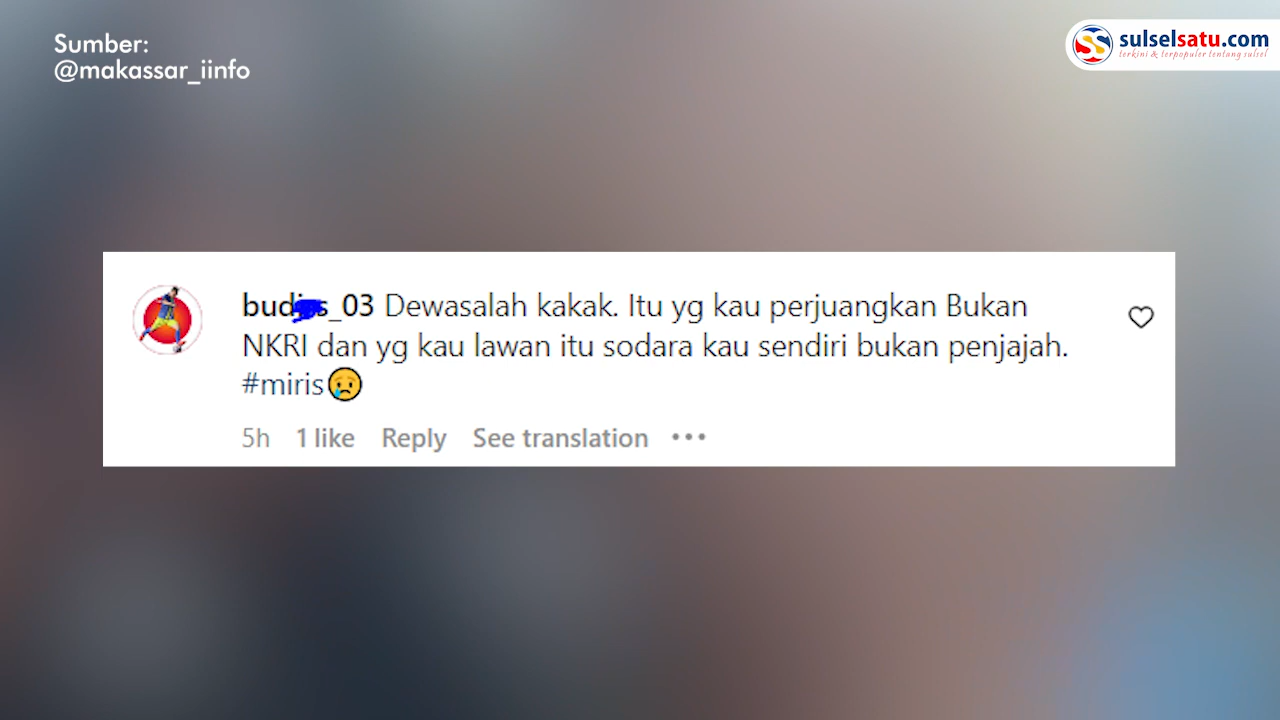 Sumber:
@makassar_iinfo
sulselsatu.com
terkini & terpopuler tentang sulsel
Dewasalah kakak. Itu yg kau perjuangkan Bukan
NKRI dan yg kau lawan itu sodara kau sendiri bukan penjajah.
#miris😢
5h 1 like Reply See translation •••